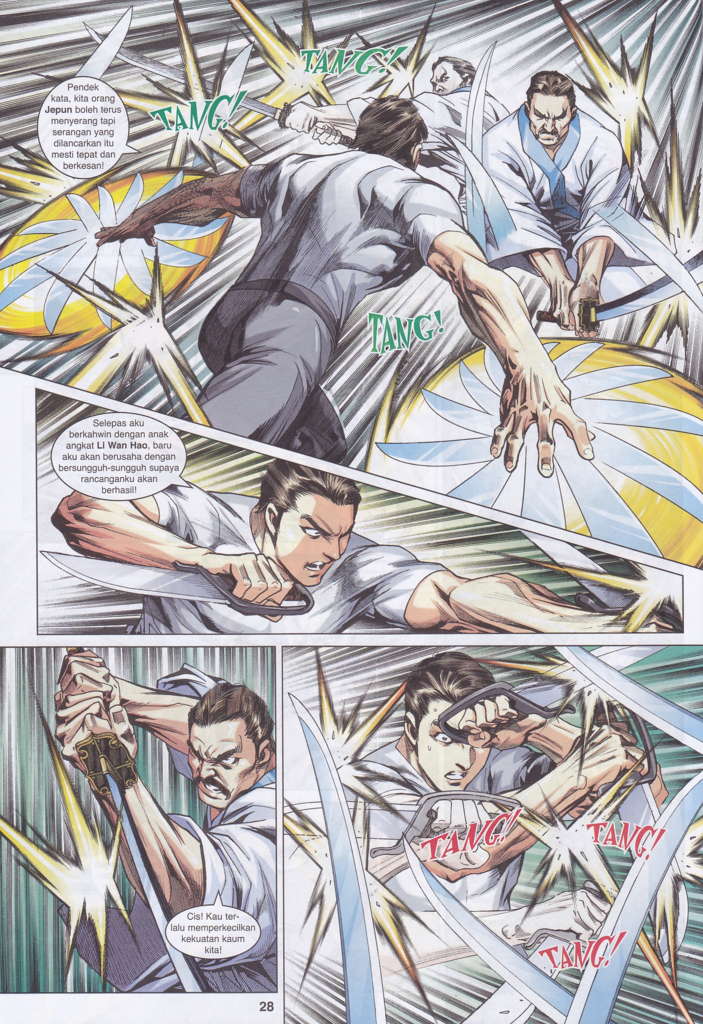 Pendek
kata, kita orang
Jepun boleh terus
menyerang tapi
serangan yang
dilancarkan itu
mesti tepat dan
berkesan!
TANG!
TANG!
TANG!
Selepas aku
berkahwin dengan anak
angkat Li Wan Hao, baru
aku akan berusaha dengan
bersungguh-sungguh supaya
rancanganku akan
berhasil!
Cis! Kau ter-
lalu memperkecilkan
kekuatan kaum
kita!
TANG!
TANG!
TANG!
28